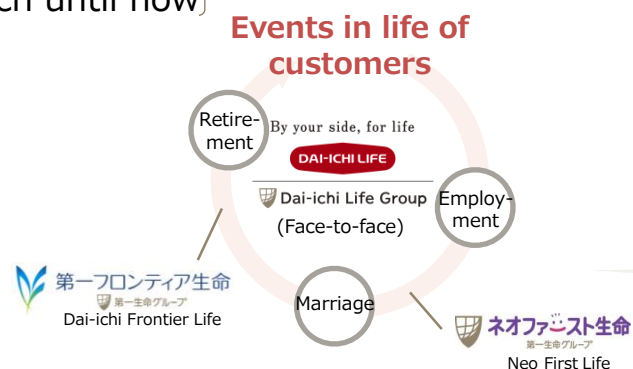 ch until now〕
Events in life of
customers
Retire-
ment
By your side, for life
DAI-ICHI LIFE
Dai-ichi Life Group
(Face-to-face)
Employ-
ment
Marriage
第一フロンティア生命
第一生命グループ
Dai-ichi Frontier Life
ネオファースト生命
第一生命グループ
Neo First Life